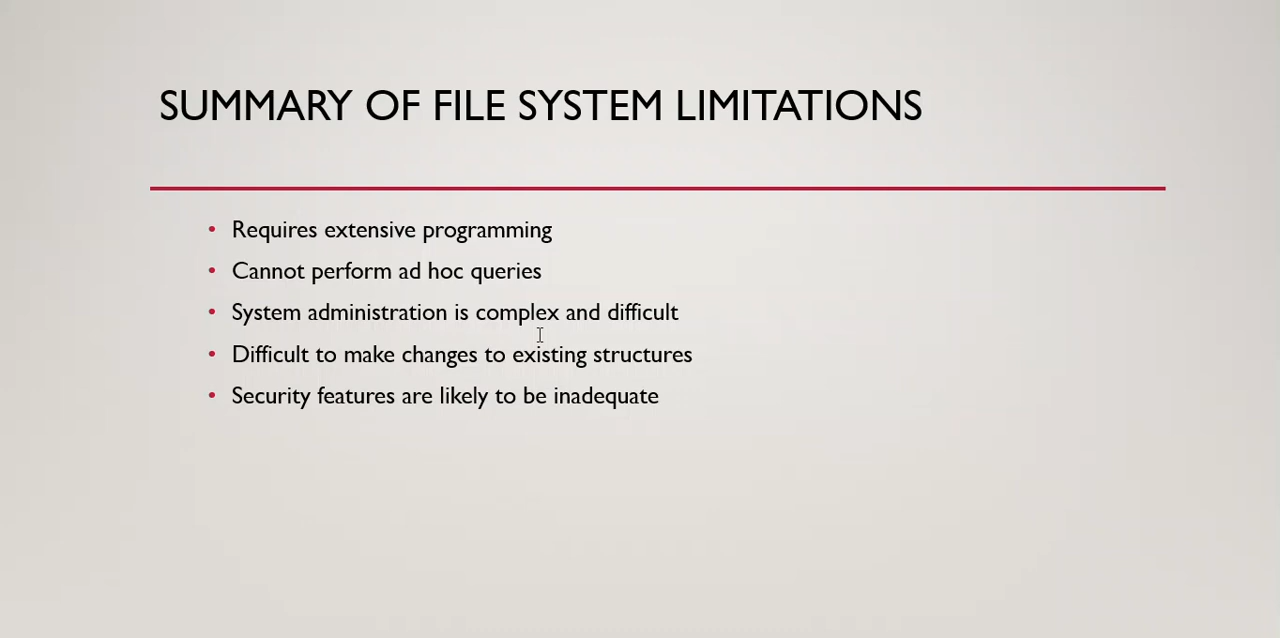 SUMMARY OF FILE SYSTEM LIMITATIONS
• Requires extensive programming
• Cannot perform ad hoc queries
• System administration is complex and difficult
• Difficult to make changes to existing structures
• Security features are likely to be inadequate